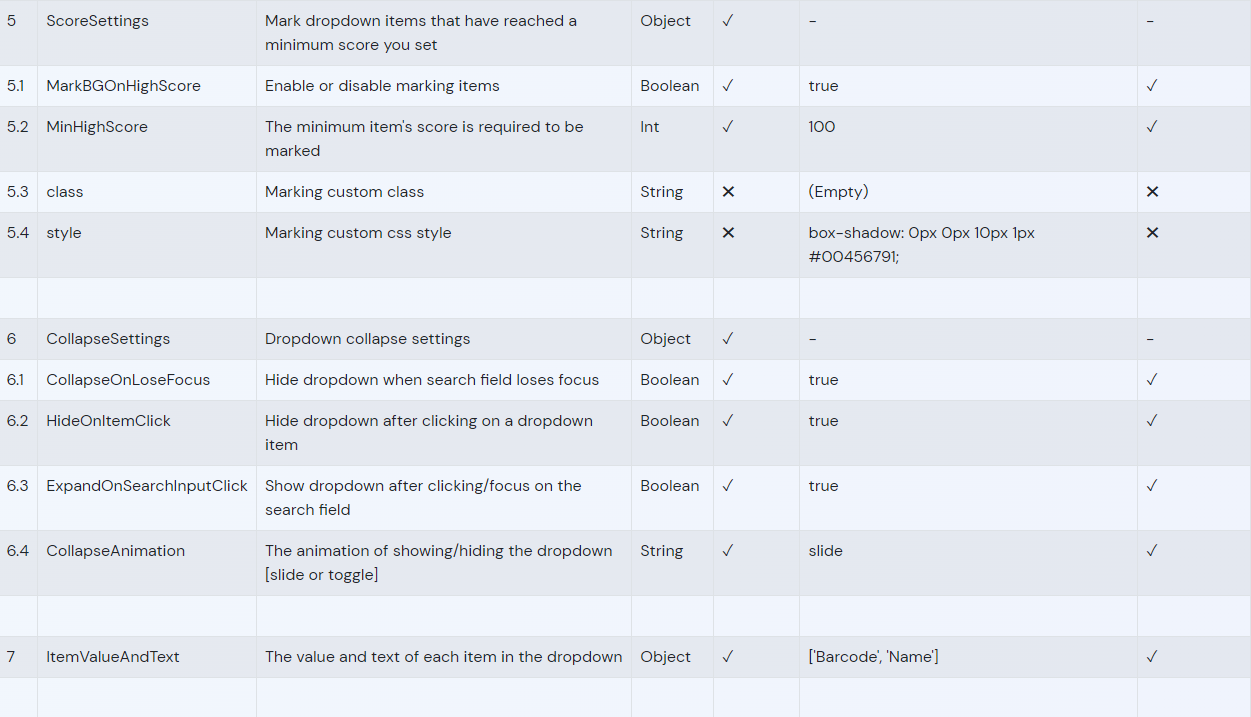 5 ScoreSettings Mark dropdown items that have reached a Object ✓ - -
minimum score you set
5.1 MarkBGOnHighScore Enable or disable marking items Boolean ✓ true ✓
5.2 MinHighScore The minimum item's score is required to be Int ✓ 100 ✓
marked
5.3 class Marking custom class String ✕ (Empty) ✕
5.4 style Marking custom css style String ✕ box-shadow: 0px 0px 10px 1px ✕
#00456791;
6 CollapseSettings Dropdown collapse settings Object ✓ - -
6.1 CollapseOnLoseFocus Hide dropdown when search field loses focus Boolean ✓ true ✓
6.2 HideOnItemClick Hide dropdown after clicking on a dropdown Boolean ✓ true ✓
item
6.3 ExpandOnSearchInputClick Show dropdown after clicking/focus on the Boolean ✓ true ✓
search field
6.4 CollapseAnimation The animation of showing/hiding the dropdown String ✓ slide ✓
[slide or toggle]
7 ItemValueAndText The value and text of each item in the dropdown Object ✓ ['Barcode', 'Name'] ✓